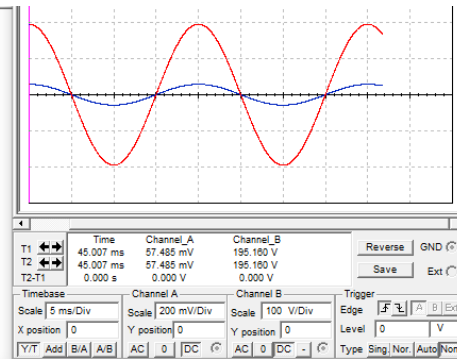 Time Channel_A Channel_B
T1 45.007 ms 57.485 mV 195.160 V
T2 45.007 ms 57.485 mV 195.160 V
T2-T1 0.000 s 0.000 V 0.000 V
Reverse GND
Save Ext
Timebase Channel A Channel B Trigger
Scale 5 ms/Div Scale 200 mV/Div Scale 100 V/Div Edge A B Ext
X position 0 Y position 0 Y position 0 Level 0 V
Y/T Add B/A A/B AC 0 DC AC 0 DC - Type Sing. Nor. Auto